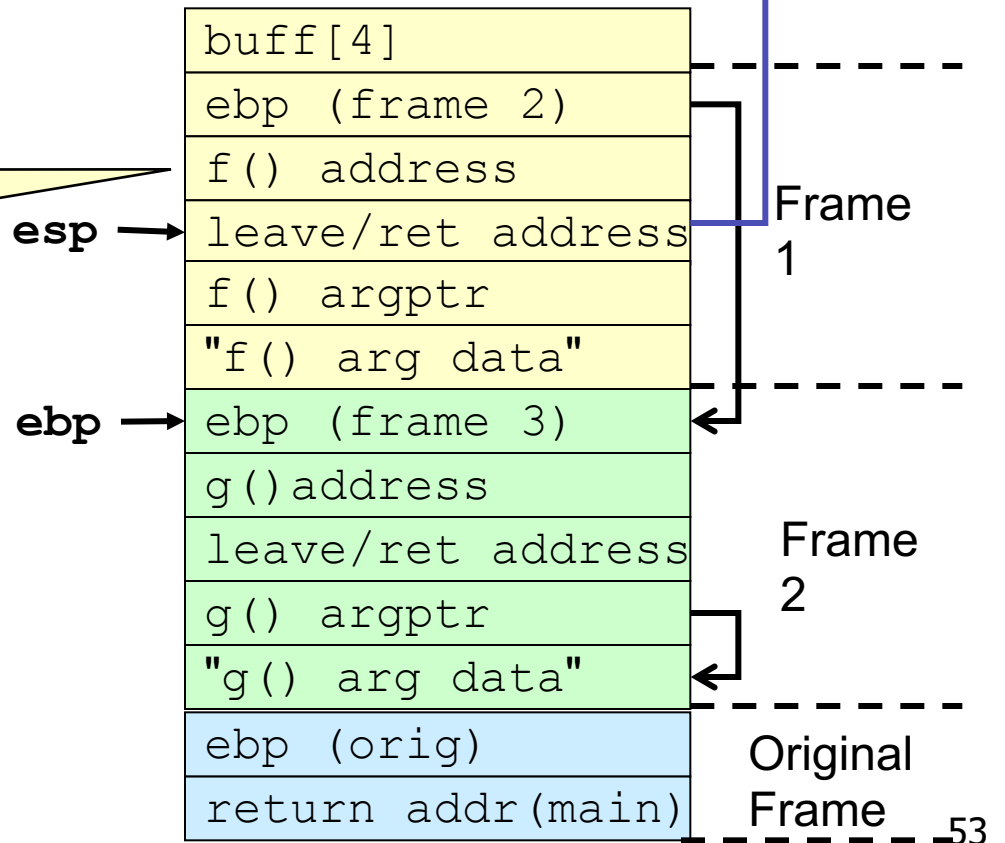 buff[4]
ebp (frame 2)
f() address
esp
leave/ret address
f() argptr
"f() arg data"
Frame
1
ebp
ebp (frame 3)
g()address
leave/ret address
g() argptr
"g() arg data"
Frame
2
ebp (orig)
return addr(main)
Original
Frame
53